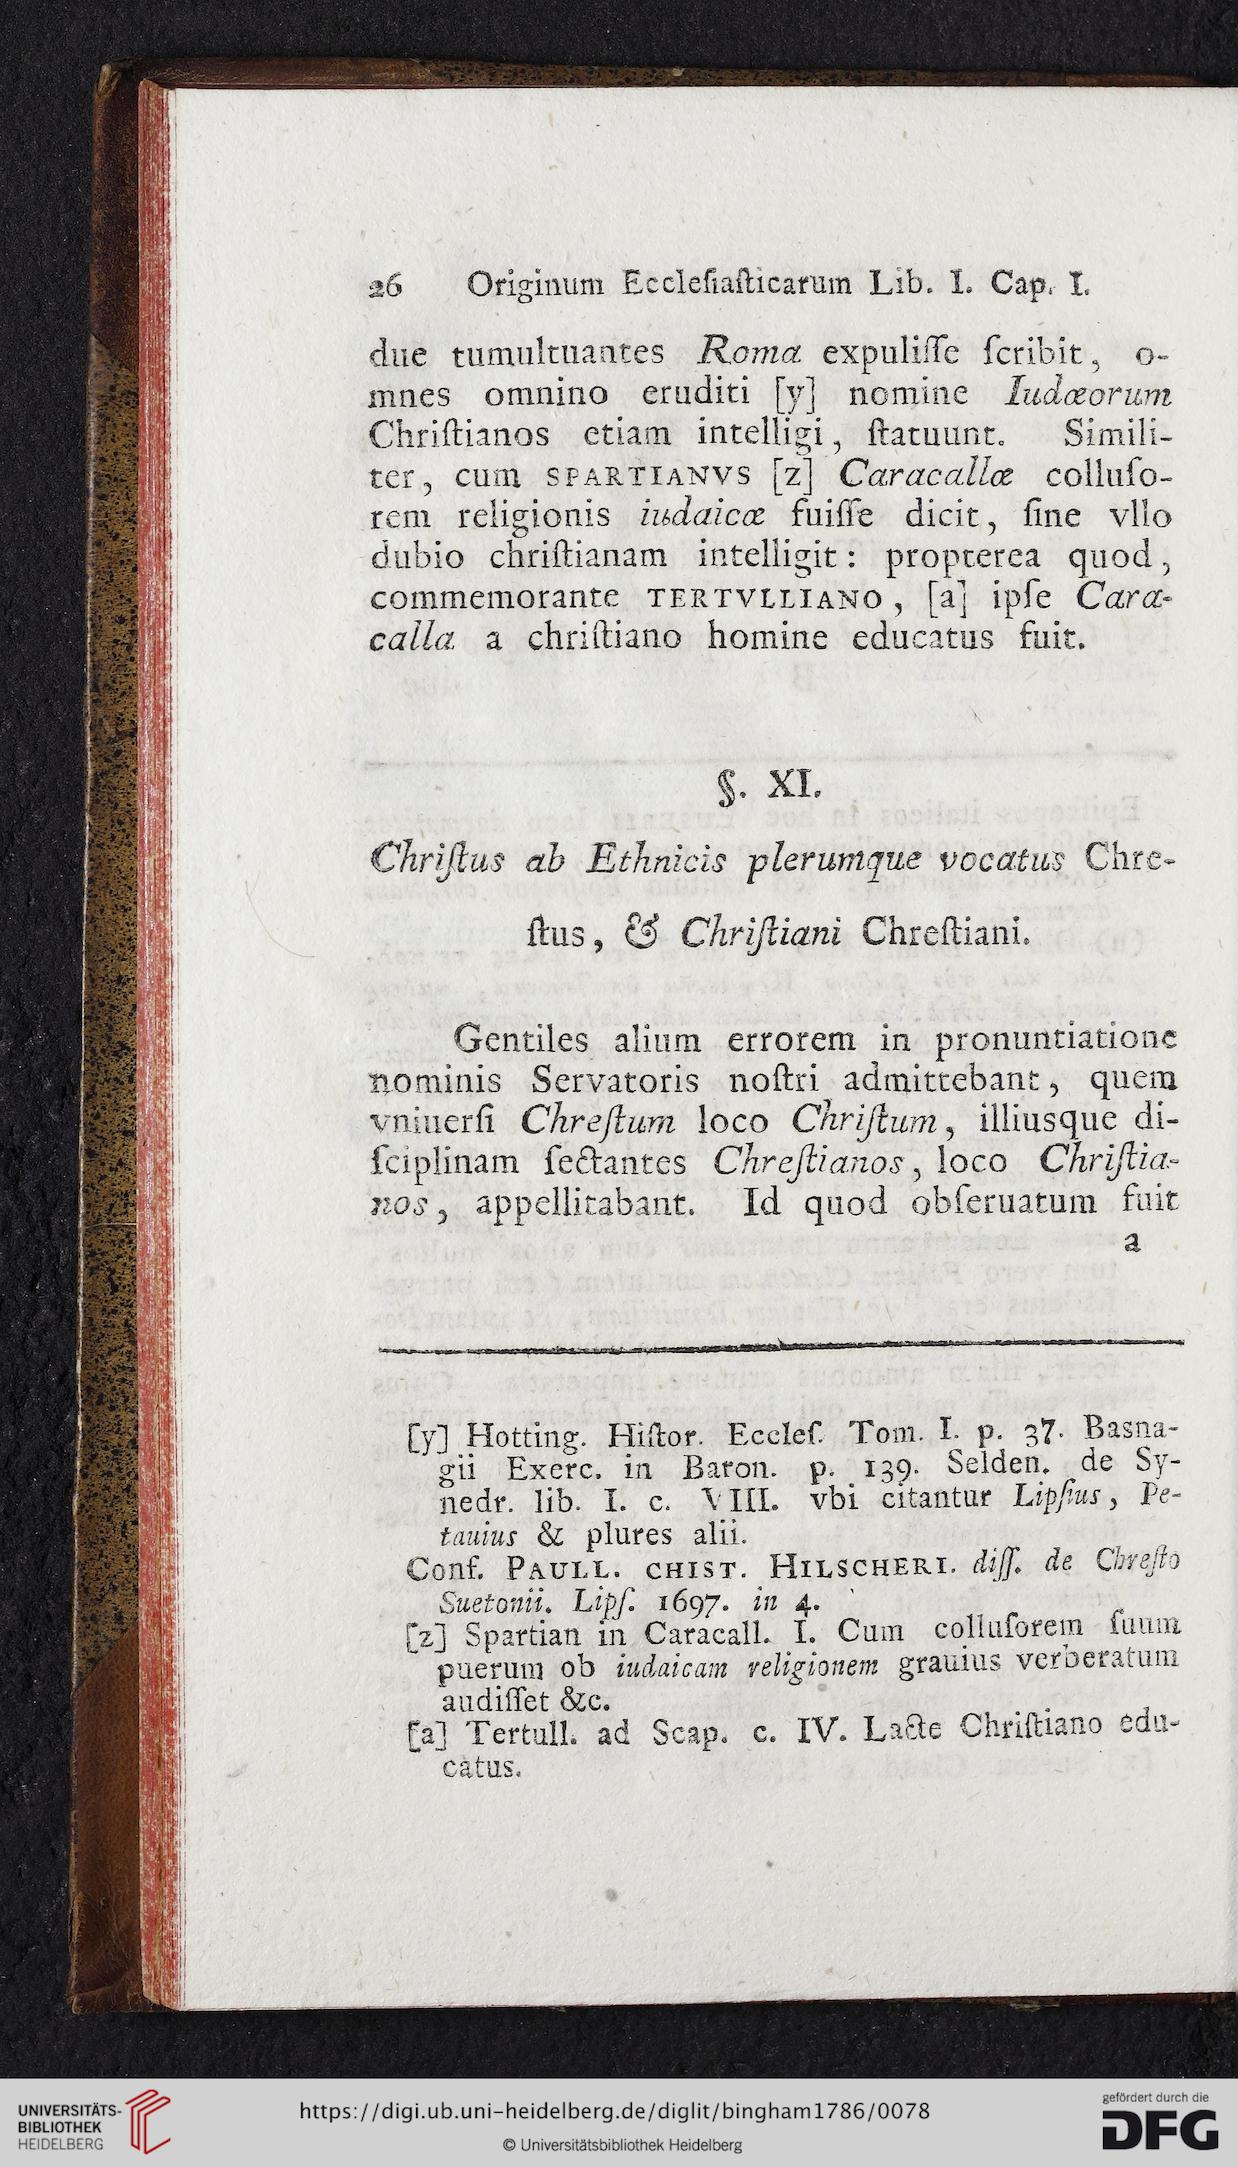 26 Originum Eccleſiaſticarum Lib. I. Cap. I.
due tumultuantes Roma expuliſſe ſcribit, o-
mnes omnino eruditi [y] nomine Iudæorum
Chriſtianos etiam intelligi, ſtatuunt. Simili-
ter, cum SPARTIANVS [z] Caracallæ colluſo-
rem religionis iudaicæ fuiſſe dicit, ſine vllo
dubio chriſtianam intelligit: propterea quod,
commemorante TERTVLLIANO, [a] ipſe Cara-
calla a chriſtiano homine educatus fuit.
§. XI.
Chriſtus ab Ethnicis plerumque vocatus Chre-
ſtus, & Chriſtiani Chreſtiani.
Gentiles alium errorem in pronuntiatione
nominis Servatoris noſtri admittebant, quem
vniuerſi Chreſtum loco Chriſtum, illiusque di-
ſciplinam ſectantes Chreſtianos, loco Chriſtia-
nos, appellitabant. Id quod obſeruatum fuit
a
[y] Hotting. Hiſtor. Eccleſ. Tom. I. p. 37. Basna-
gii Exerc. in Baron. p. 139. Selden. de Sy-
nedr. lib. I. c. VIII. vbi citantur Lipſius, Pe-
tauius & plures alii.
Conf. PAULL. CHIST. HILSCHERI. diſſ. de Chreſto
Suetonii. Lipſ. 1697. in 4.
[z] Spartian in Caracall. I. Cum colluſorem ſuum
puerum ob iudaicam religionem grauius verberatum
audiſſet &c.
[a] Tertull. ad Scap. c. IV. Lacte Chriſtiano edu-
catus.
UNIVERSITÄTS-
BIBLIOTHEK
HEIDELBERG
https://digi.ub.uni-heidelberg.de/diglit/bingham1786/0078
© Universitätsbibliothek Heidelberg
gefördert durch die
DFG